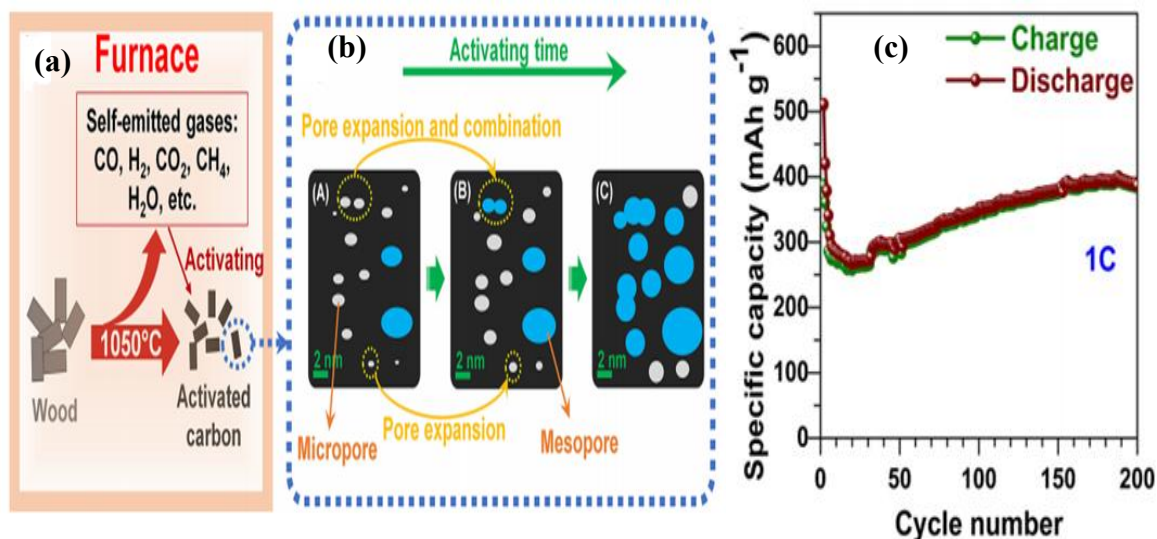 (a)
Furnace
Self-emitted gases:
CO, H2, CO2, CH4,
H2O, etc.
Activating
1050°C
Wood
Activated
carbon
(b)
Activating time
Pore expansion and combination
(A)
(B)
(C)
2 nm
2 nm
2 nm
Pore expansion
Micropore
Mesopore
(c)
Charge
Discharge
Specific capacity (mAh g-1)
600
500
400
300
200
100
0
1C
0
50
100
150
200
Cycle number